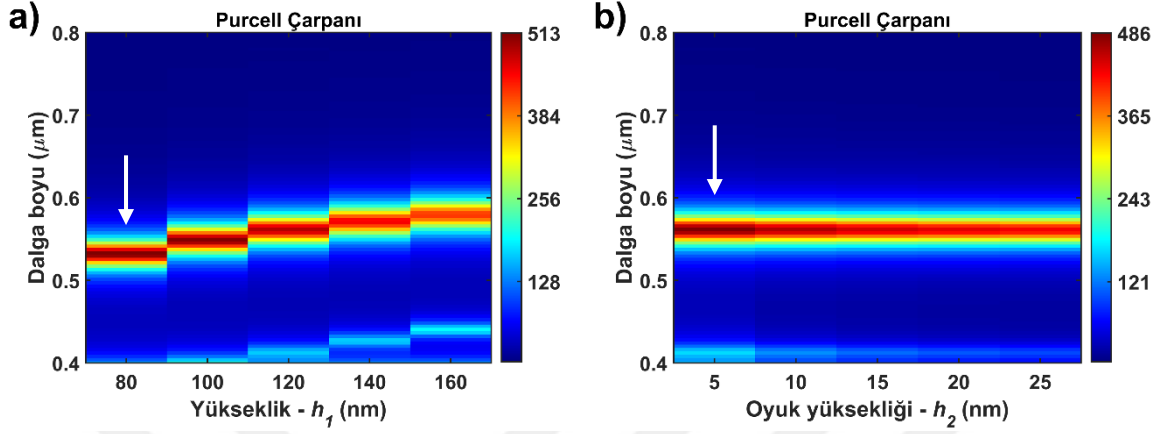 a)
Purcell Çarpanı
0.8
0.7
0.6
0.5
0.4
Dalga boyu (μm)
80 100 120 140 160
Yükseklik - h1 (nm)
513
384
256
128
b)
Purcell Çarpanı
0.8
0.7
0.6
0.5
0.4
Dalga boyu (μm)
5 10 15 20 25
Oyuk yüksekliği - h2 (nm)
486
365
243
121